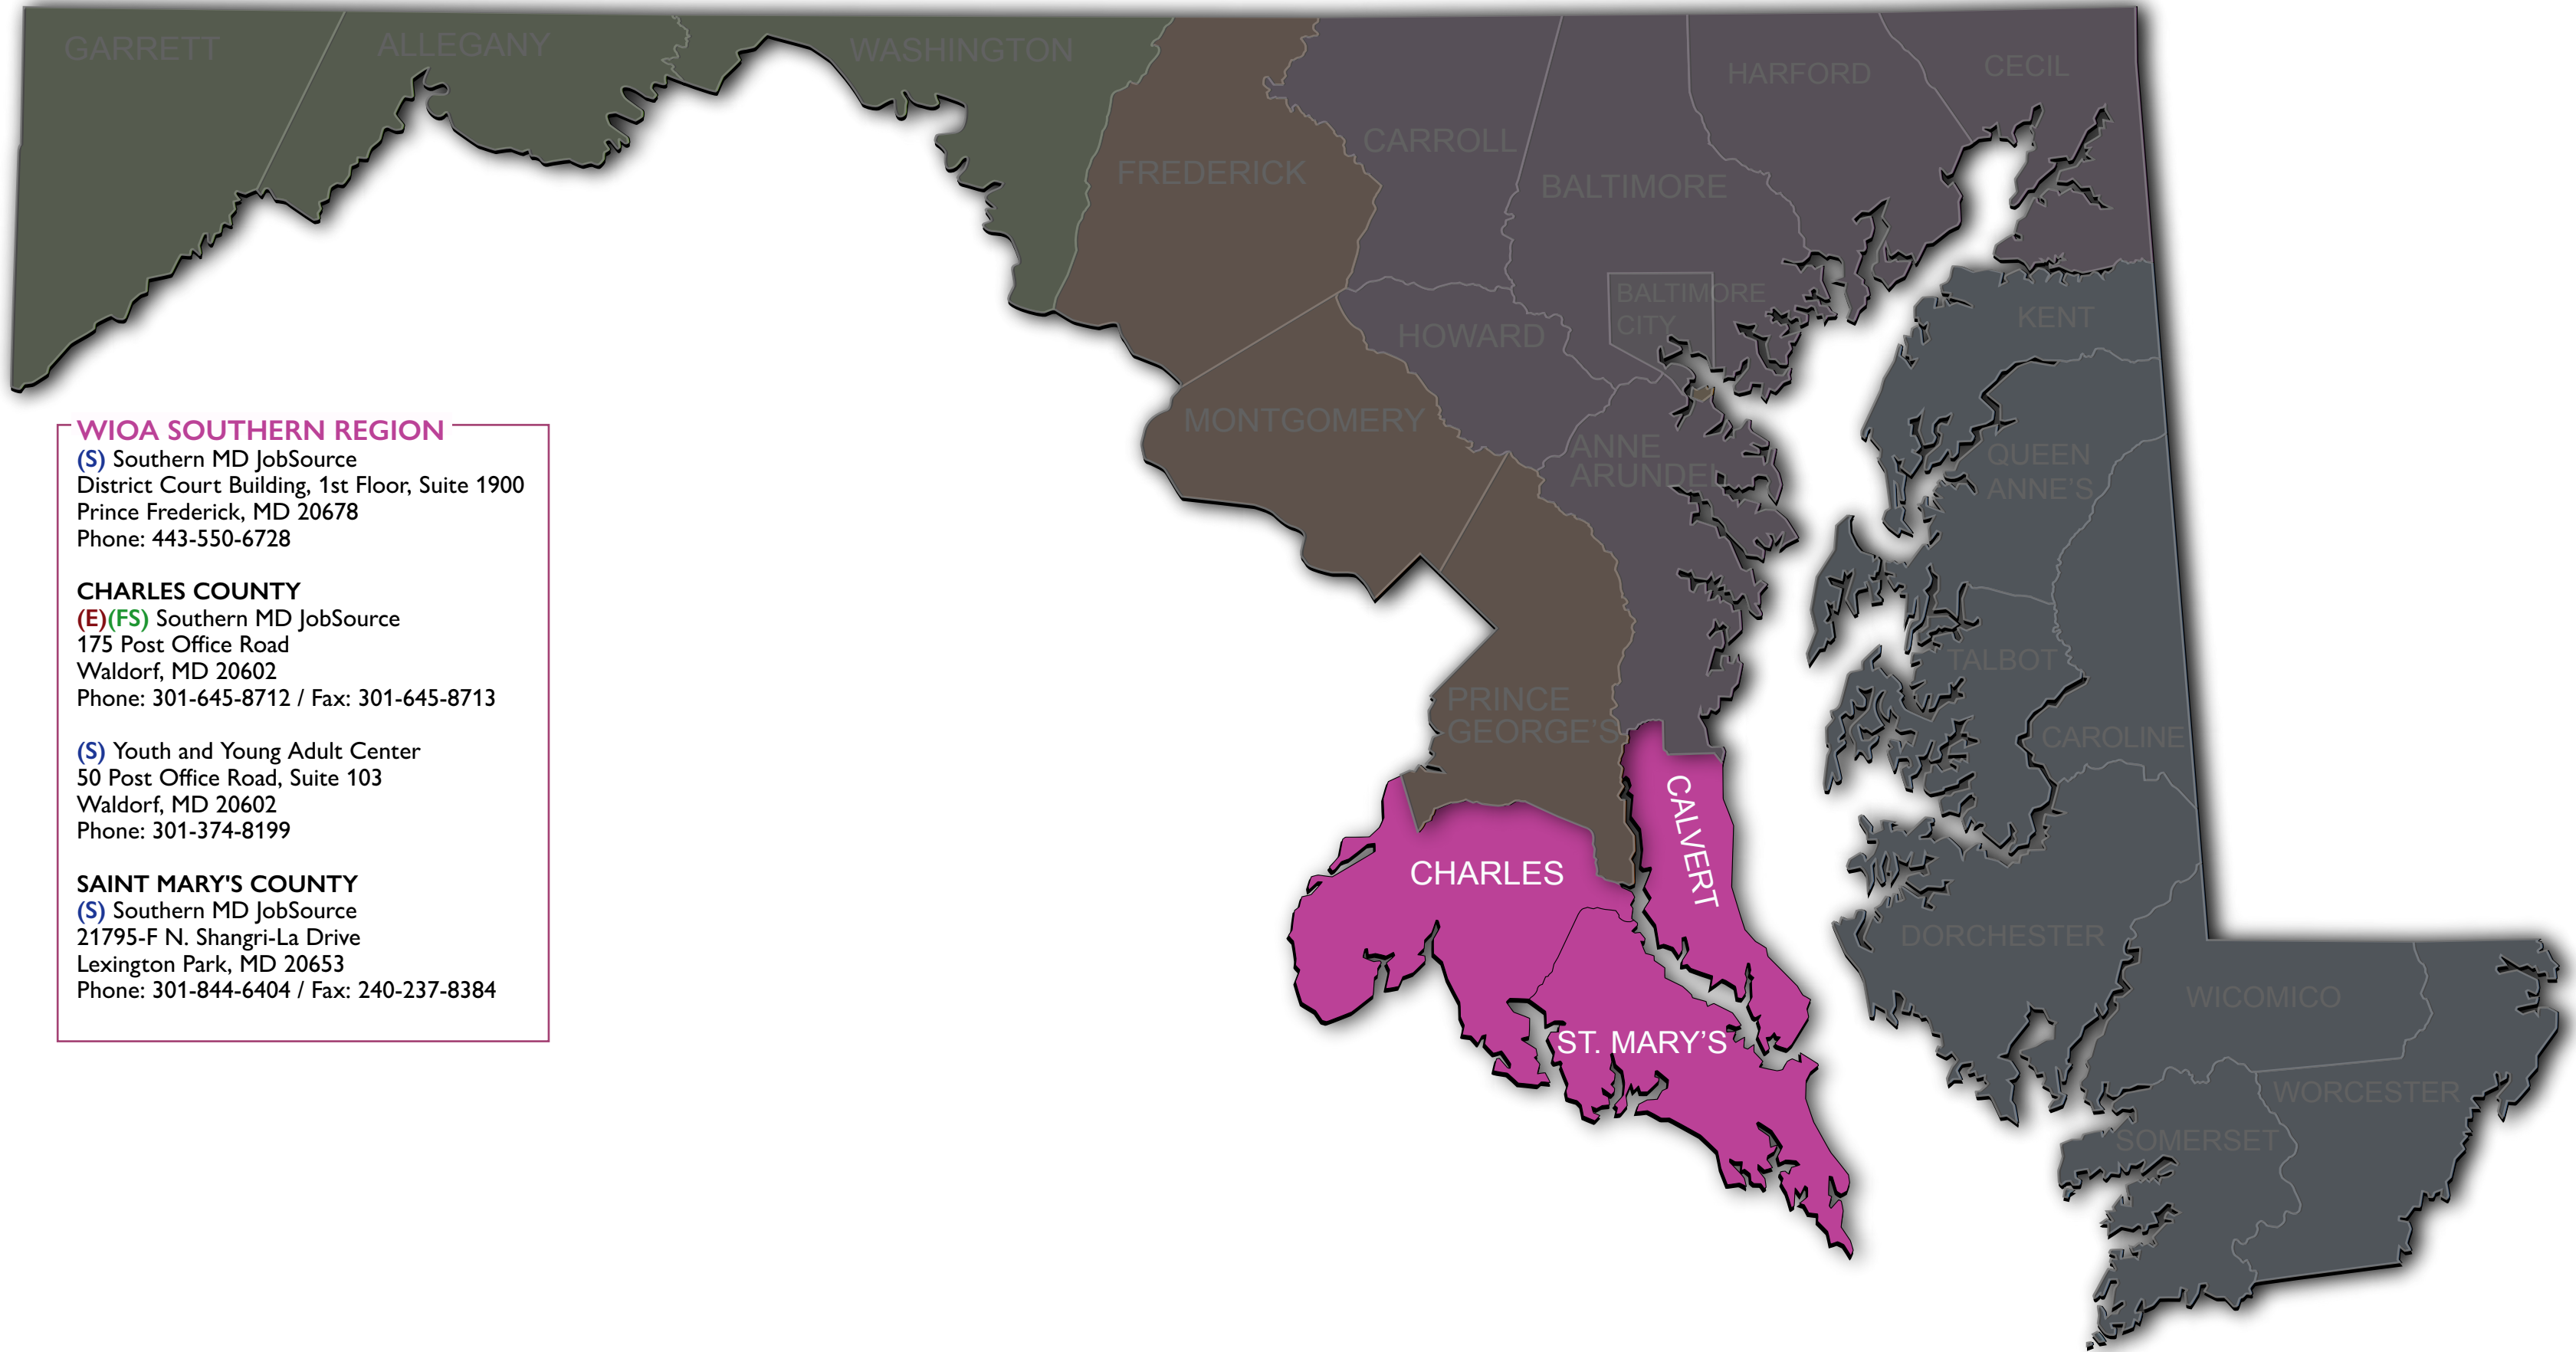 GARRETT
ALLEGANY
WASHINGTON
FREDERICK
CARROLL
BALTIMORE
HARFORD
CECIL
BALTIMORE
CITY
HOWARD
KENT
MONTGOMERY
ANNE
ARUNDEL
QUEEN
ANNE'S
TALBOT
PRINCE
GEORGE'S
CAROLINE
CALVERT
CHARLES
DORCHESTER
WICOMICO
ST. MARY'S
WORCESTER
SOMERSET
WIOA SOUTHERN REGION
(S) Southern MD JobSource
District Court Building, 1st Floor, Suite 1900
Prince Frederick, MD 20678
Phone: 443-550-6728
CHARLES COUNTY
(E)(FS) Southern MD JobSource
175 Post Office Road
Waldorf, MD 20602
Phone: 301-645-8712 / Fax: 301-645-8713
(S) Youth and Young Adult Center
50 Post Office Road, Suite 103
Waldorf, MD 20602
Phone: 301-374-8199
SAINT MARY'S COUNTY
(S) Southern MD JobSource
21795-F N. Shangri-La Drive
Lexington Park, MD 20653
Phone: 301-844-6404 / Fax: 240-237-8384